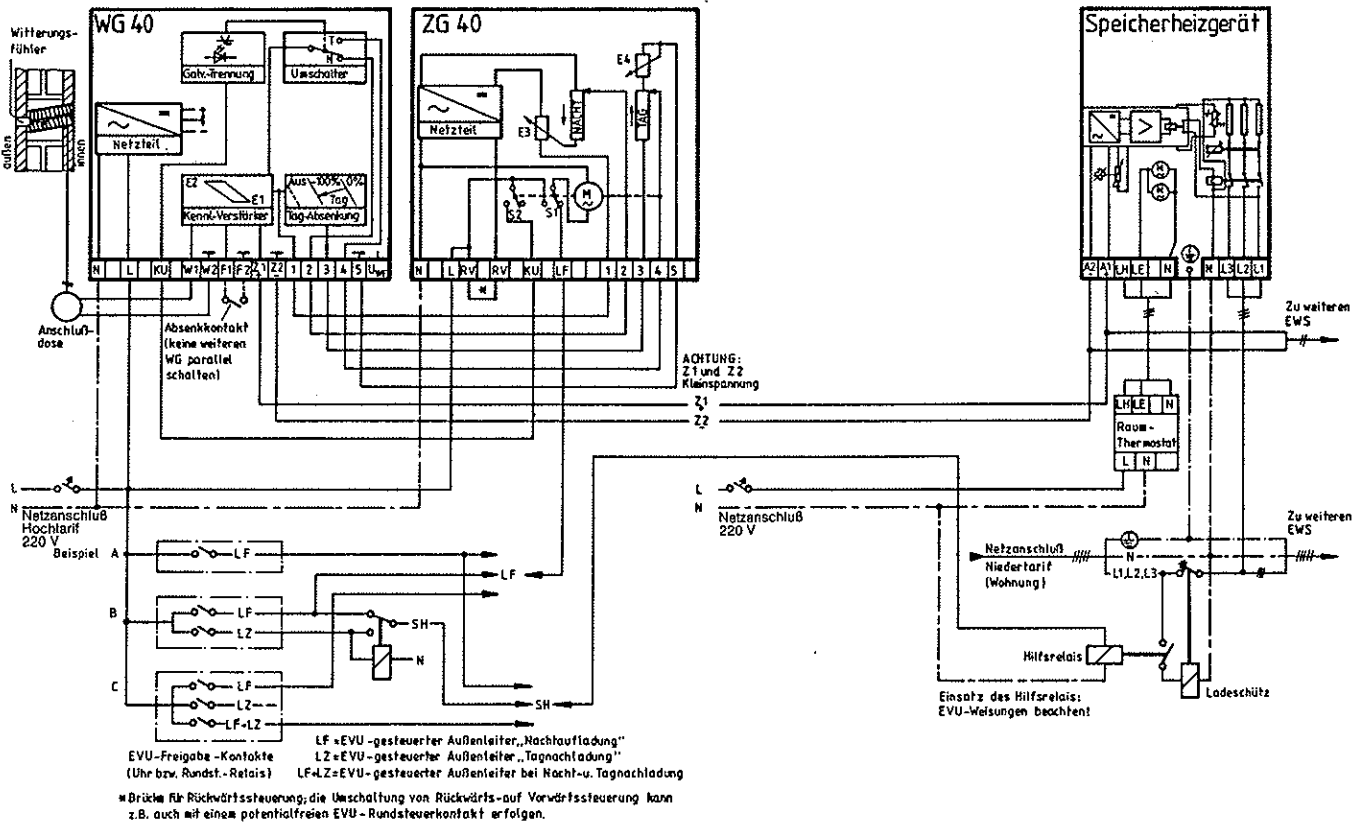 WG 40
ZG 40
Speicherheizgerät
Witterungs-
fühler
außen
innen
Galv.-Trennung
T
N
Umschalter
Netzteil
E2
E1
Kennl.-Verstärker
Aus -100% 0%
Tag
Tag-Absenkung
N L KU W1 W2 F1 F2 Z1 Z2 1 2 3 4 5
+ -
Netzteil
E3
NACHT
E4
TAG
S2
S1
M
N L RV RV KU LF 1 2 3 4 5
*
A2 A1 LH LE N N L3 L2 L1
Anschluß-
dose
Absenkkontakt
(keine weiteren
WG parallel
schalten)
ACHTUNG:
Z1 und Z2
Kleinspannung
Z1
+
Z2
-
Zu weiteren
EWS
LH LE N
Raum-
Thermostat
L N
L
N
Netzanschluß
Hochtarif
220 V
L
N
Netzanschluß
220 V
Beispiel
A
LF
LF
B
LF
LZ
SH
N
C
LF
LZ
LF+LZ
SH
Netzanschluß
Niedertarif
(Wohnung)
N
L1,L2,L3
Zu weiteren
EWS
Hilfsrelais
Ladeschütz
Einsatz des Hilfsrelais:
EVU-Weisungen beachten!
EVU-Freigabe-Kontakte
(Uhr bzw. Rundst.-Relais)
LF =EVU-gesteuerter Außenleiter „Nachtaufladung"
LZ=EVU-gesteuerter Außenleiter „Tagnachladung"
LF+LZ=EVU-gesteuerter Außenleiter bei Nacht-u. Tagnachladung
* Brücke für Rückwärtssteuerung; die Umschaltung von Rückwärts-auf Vorwärtssteuerung kann
z.B. auch mit einem potentialfreien EVU-Rundsteuerkontakt erfolgen.